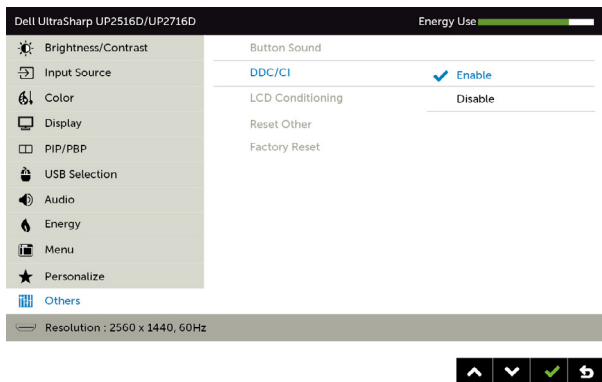 Dell UltraSharp UP2516D/UP2716D
Energy Use
Brightness/Contrast
Input Source
Color
Display
PIP/PBP
USB Selection
Audio
Energy
Menu
Personalize
Others
Button Sound
DDC/CI
LCD Conditioning
Reset Other
Factory Reset
Enable
Disable
Resolution : 2560 x 1440, 60Hz